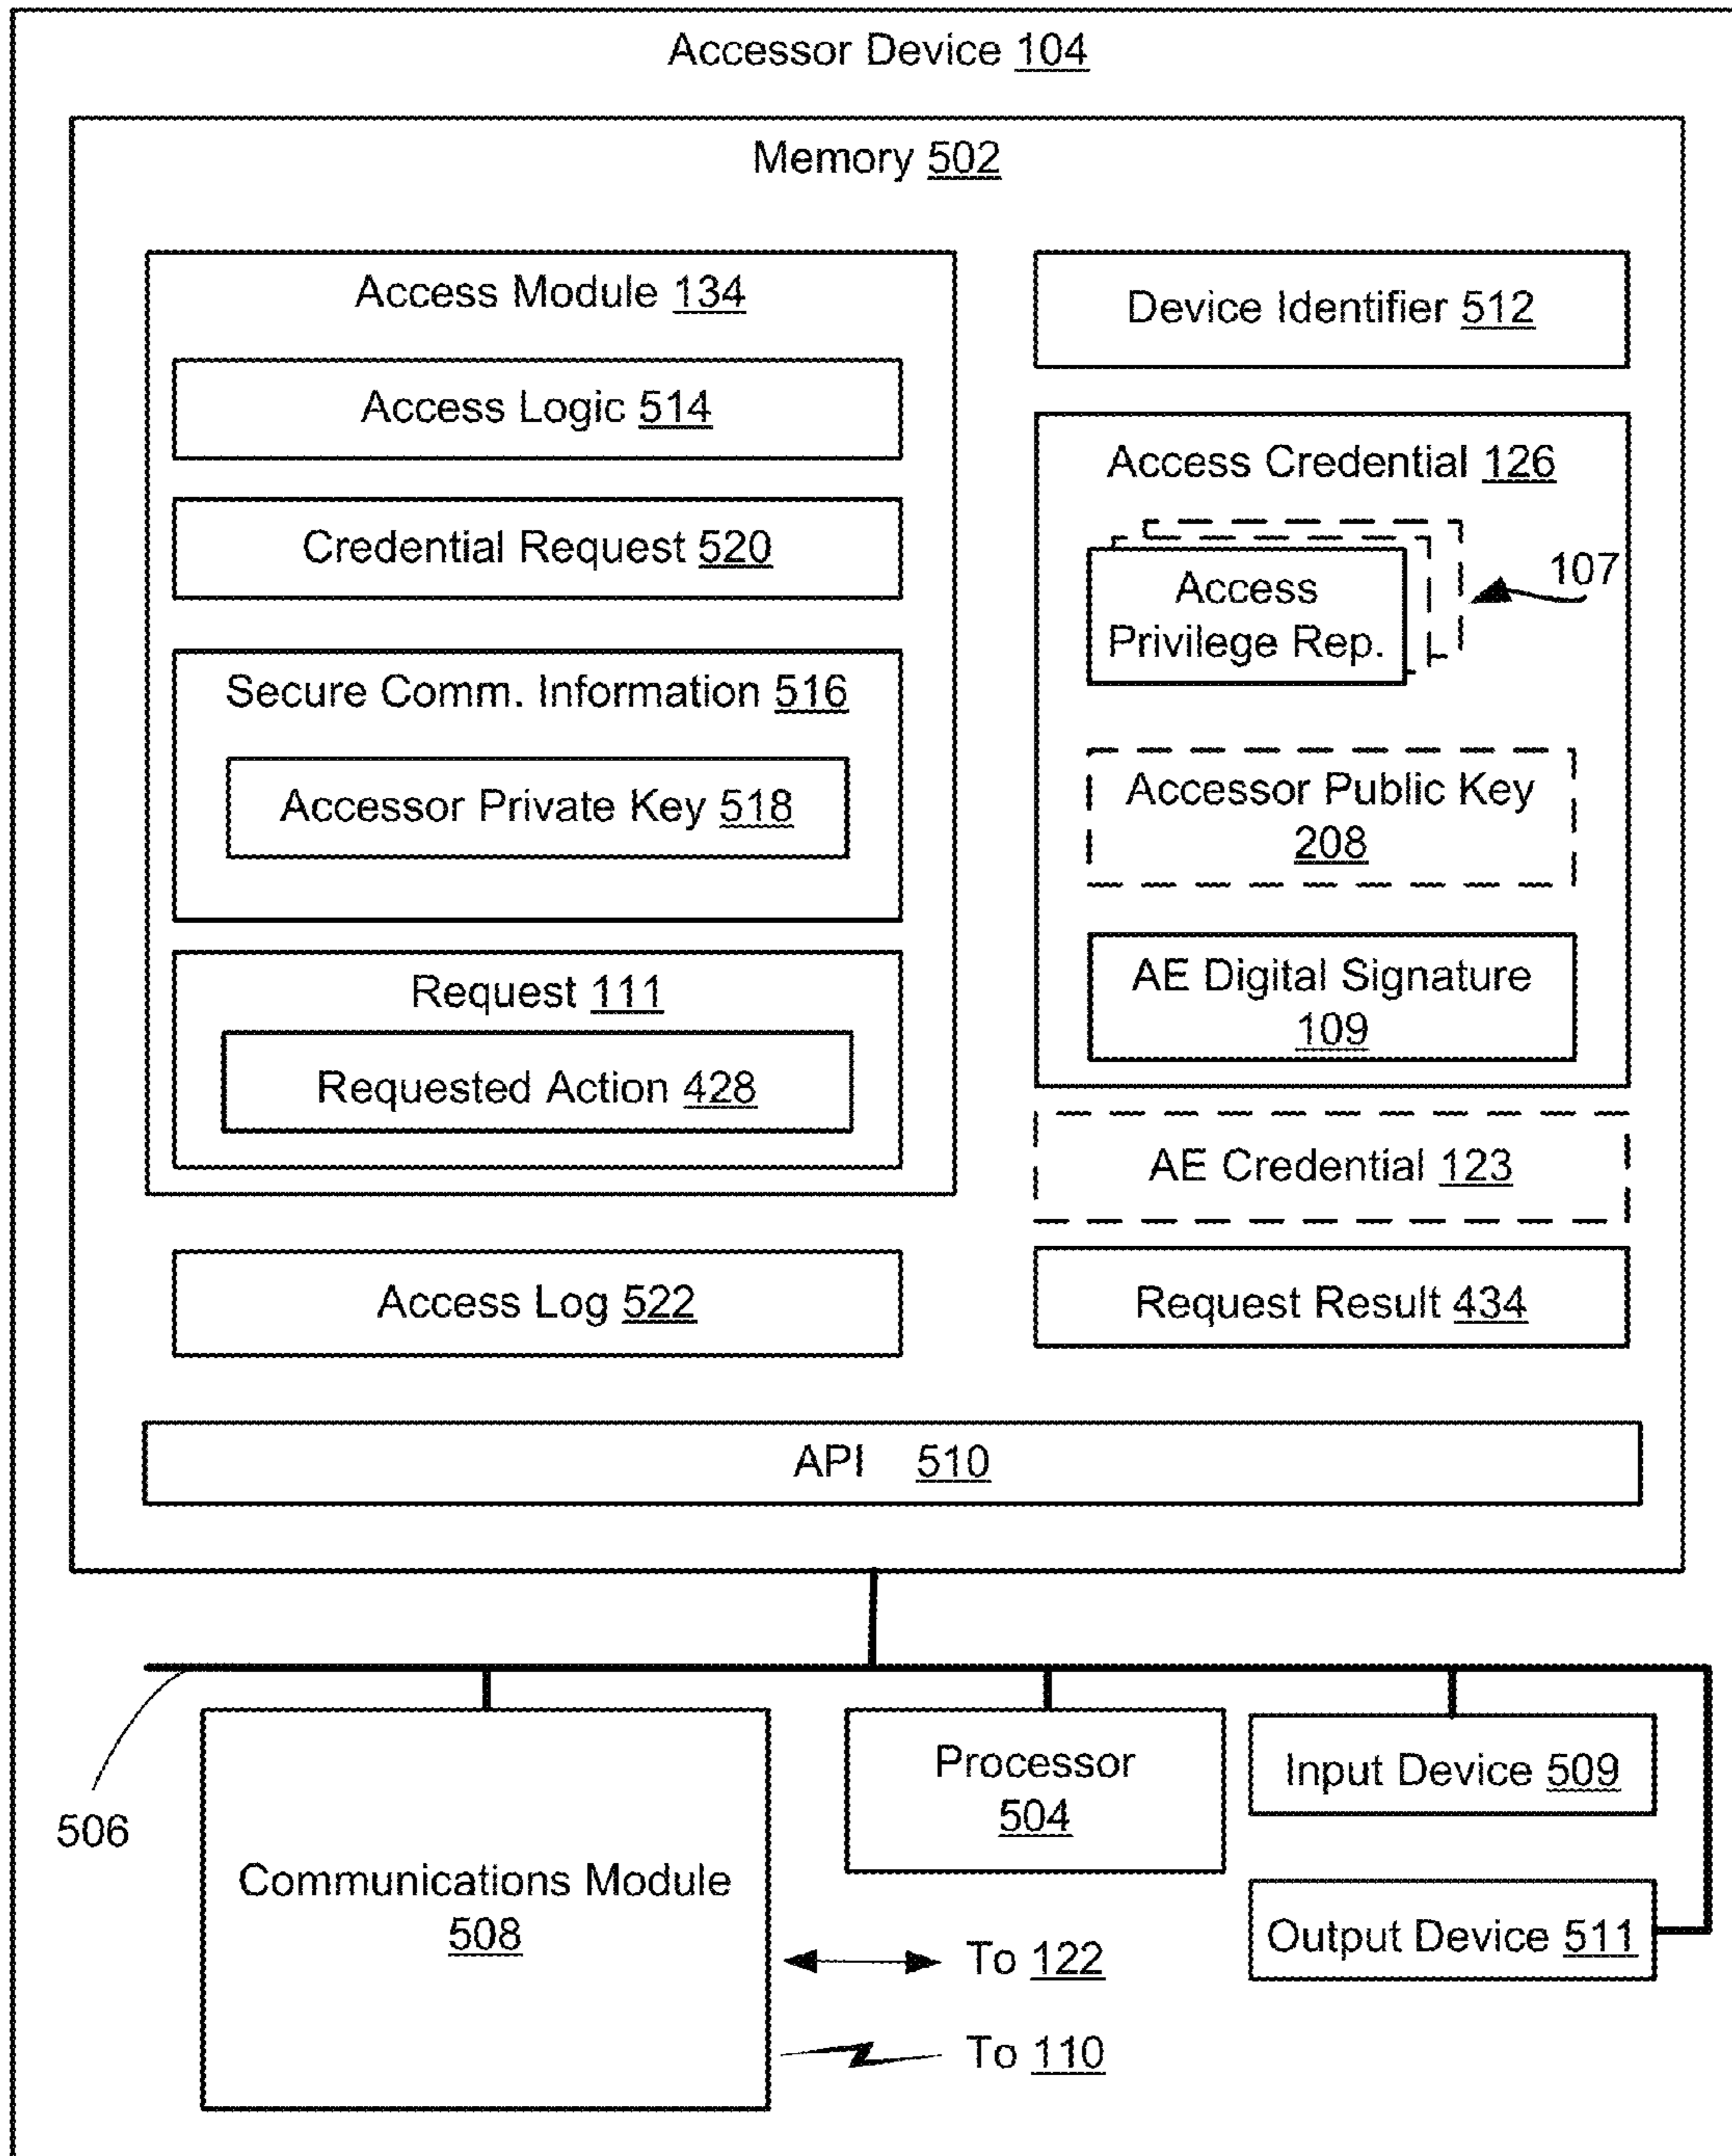 Accessor Device 104
Memory 502
Access Module 134
Access Logic 514
Credential Request 520
Secure Comm. Information 516
Accessor Private Key 518
Request 111
Requested Action 428
Access Log 522
Device Identifier 512
Access Credential 126
Access
Privilege Rep.
107
Accessor Public Key
208
AE Digital Signature
109
AE Credential 123
Request Result 434
API 510
506
Communications Module
508
Processor
504
Input Device 509
Output Device 511
To 122
To 110